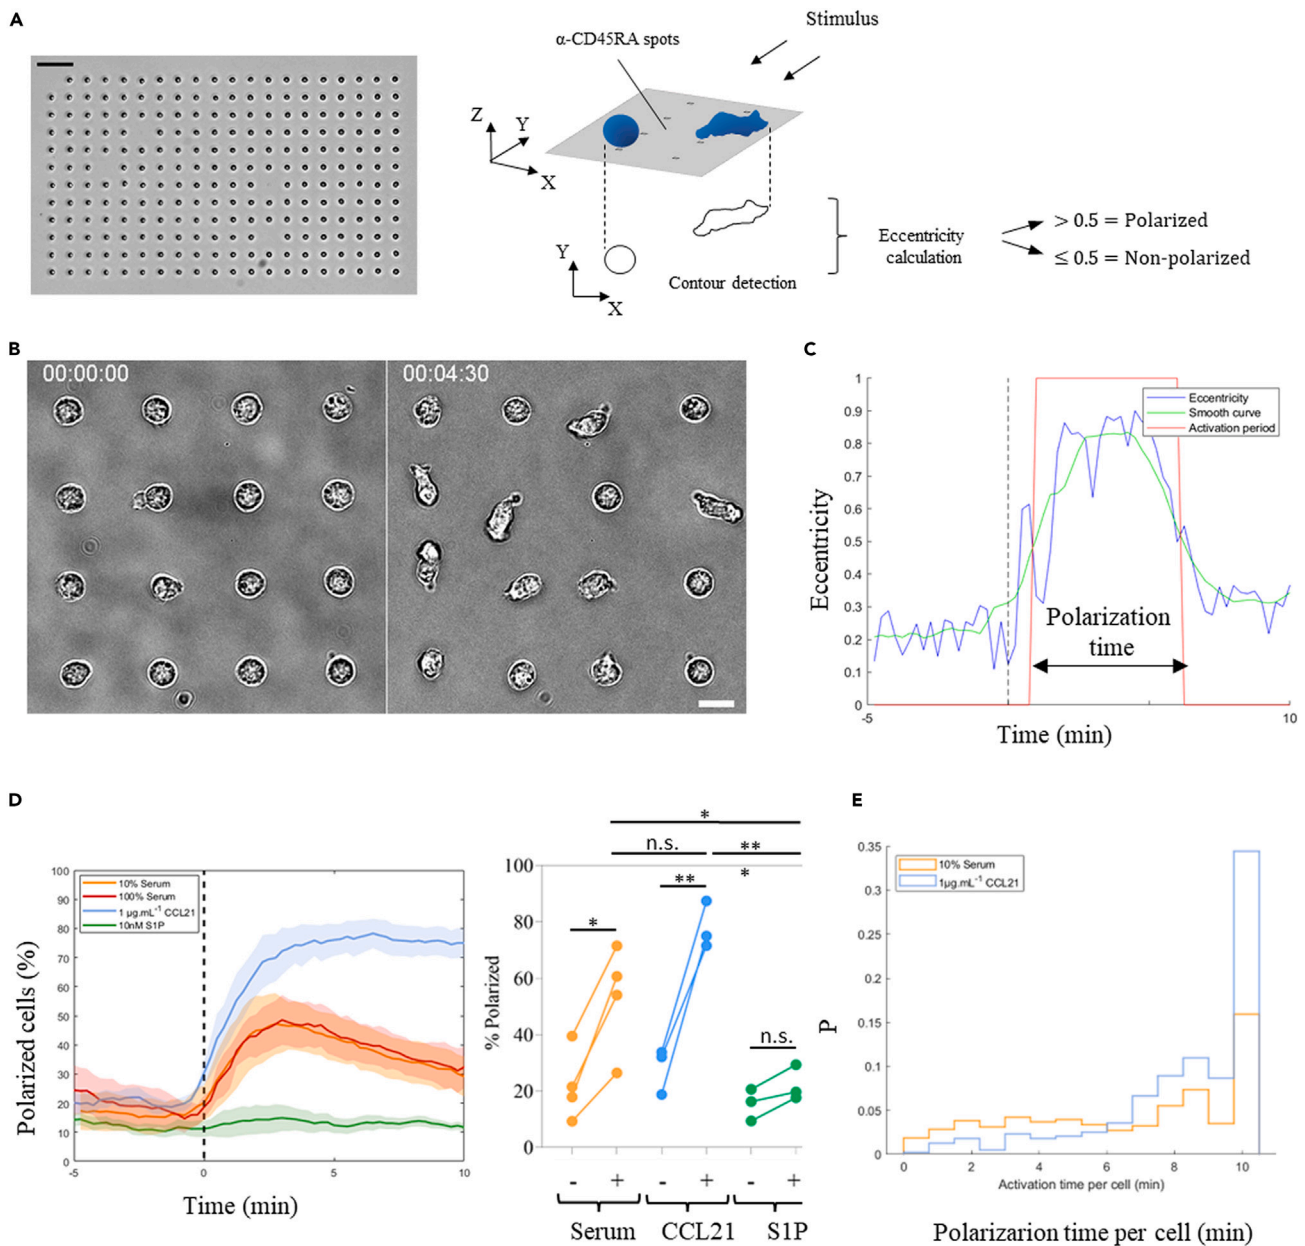 A
α-CD45RA spots
Stimulus
Z
Y
X
Y
X
Contour detection
Eccentricity
calculation
> 0.5 = Polarized
≤ 0.5 = Non-polarized
B
00:00:00
00:04:30
C
Eccentricity
Smooth curve
Activation period
1
0.9
0.8
0.7
0.6
0.5
0.4
0.3
0.2
0.1
0
Eccentricity
Polarization
time
-5
10
Time (min)
D
10% Serum
100% Serum
1 µg.mL⁻¹ CCL21
10nM S1P
100
90
80
70
60
50
40
30
20
10
0
Polarized cells (%)
-5
0
5
10
Time (min)
*
n.s.
**
*
**
*
n.s.
100
80
60
40
20
0
% Polarized
-
+
-
+
-
+
Serum
CCL21
S1P
E
10% Serum
1µg.mL⁻¹ CCL21
0.35
0.3
0.25
0.2
0.15
0.1
0.05
0
P
0
2
4
6
8
10
Activation time per cell (min)
Polarizarion time per cell (min)